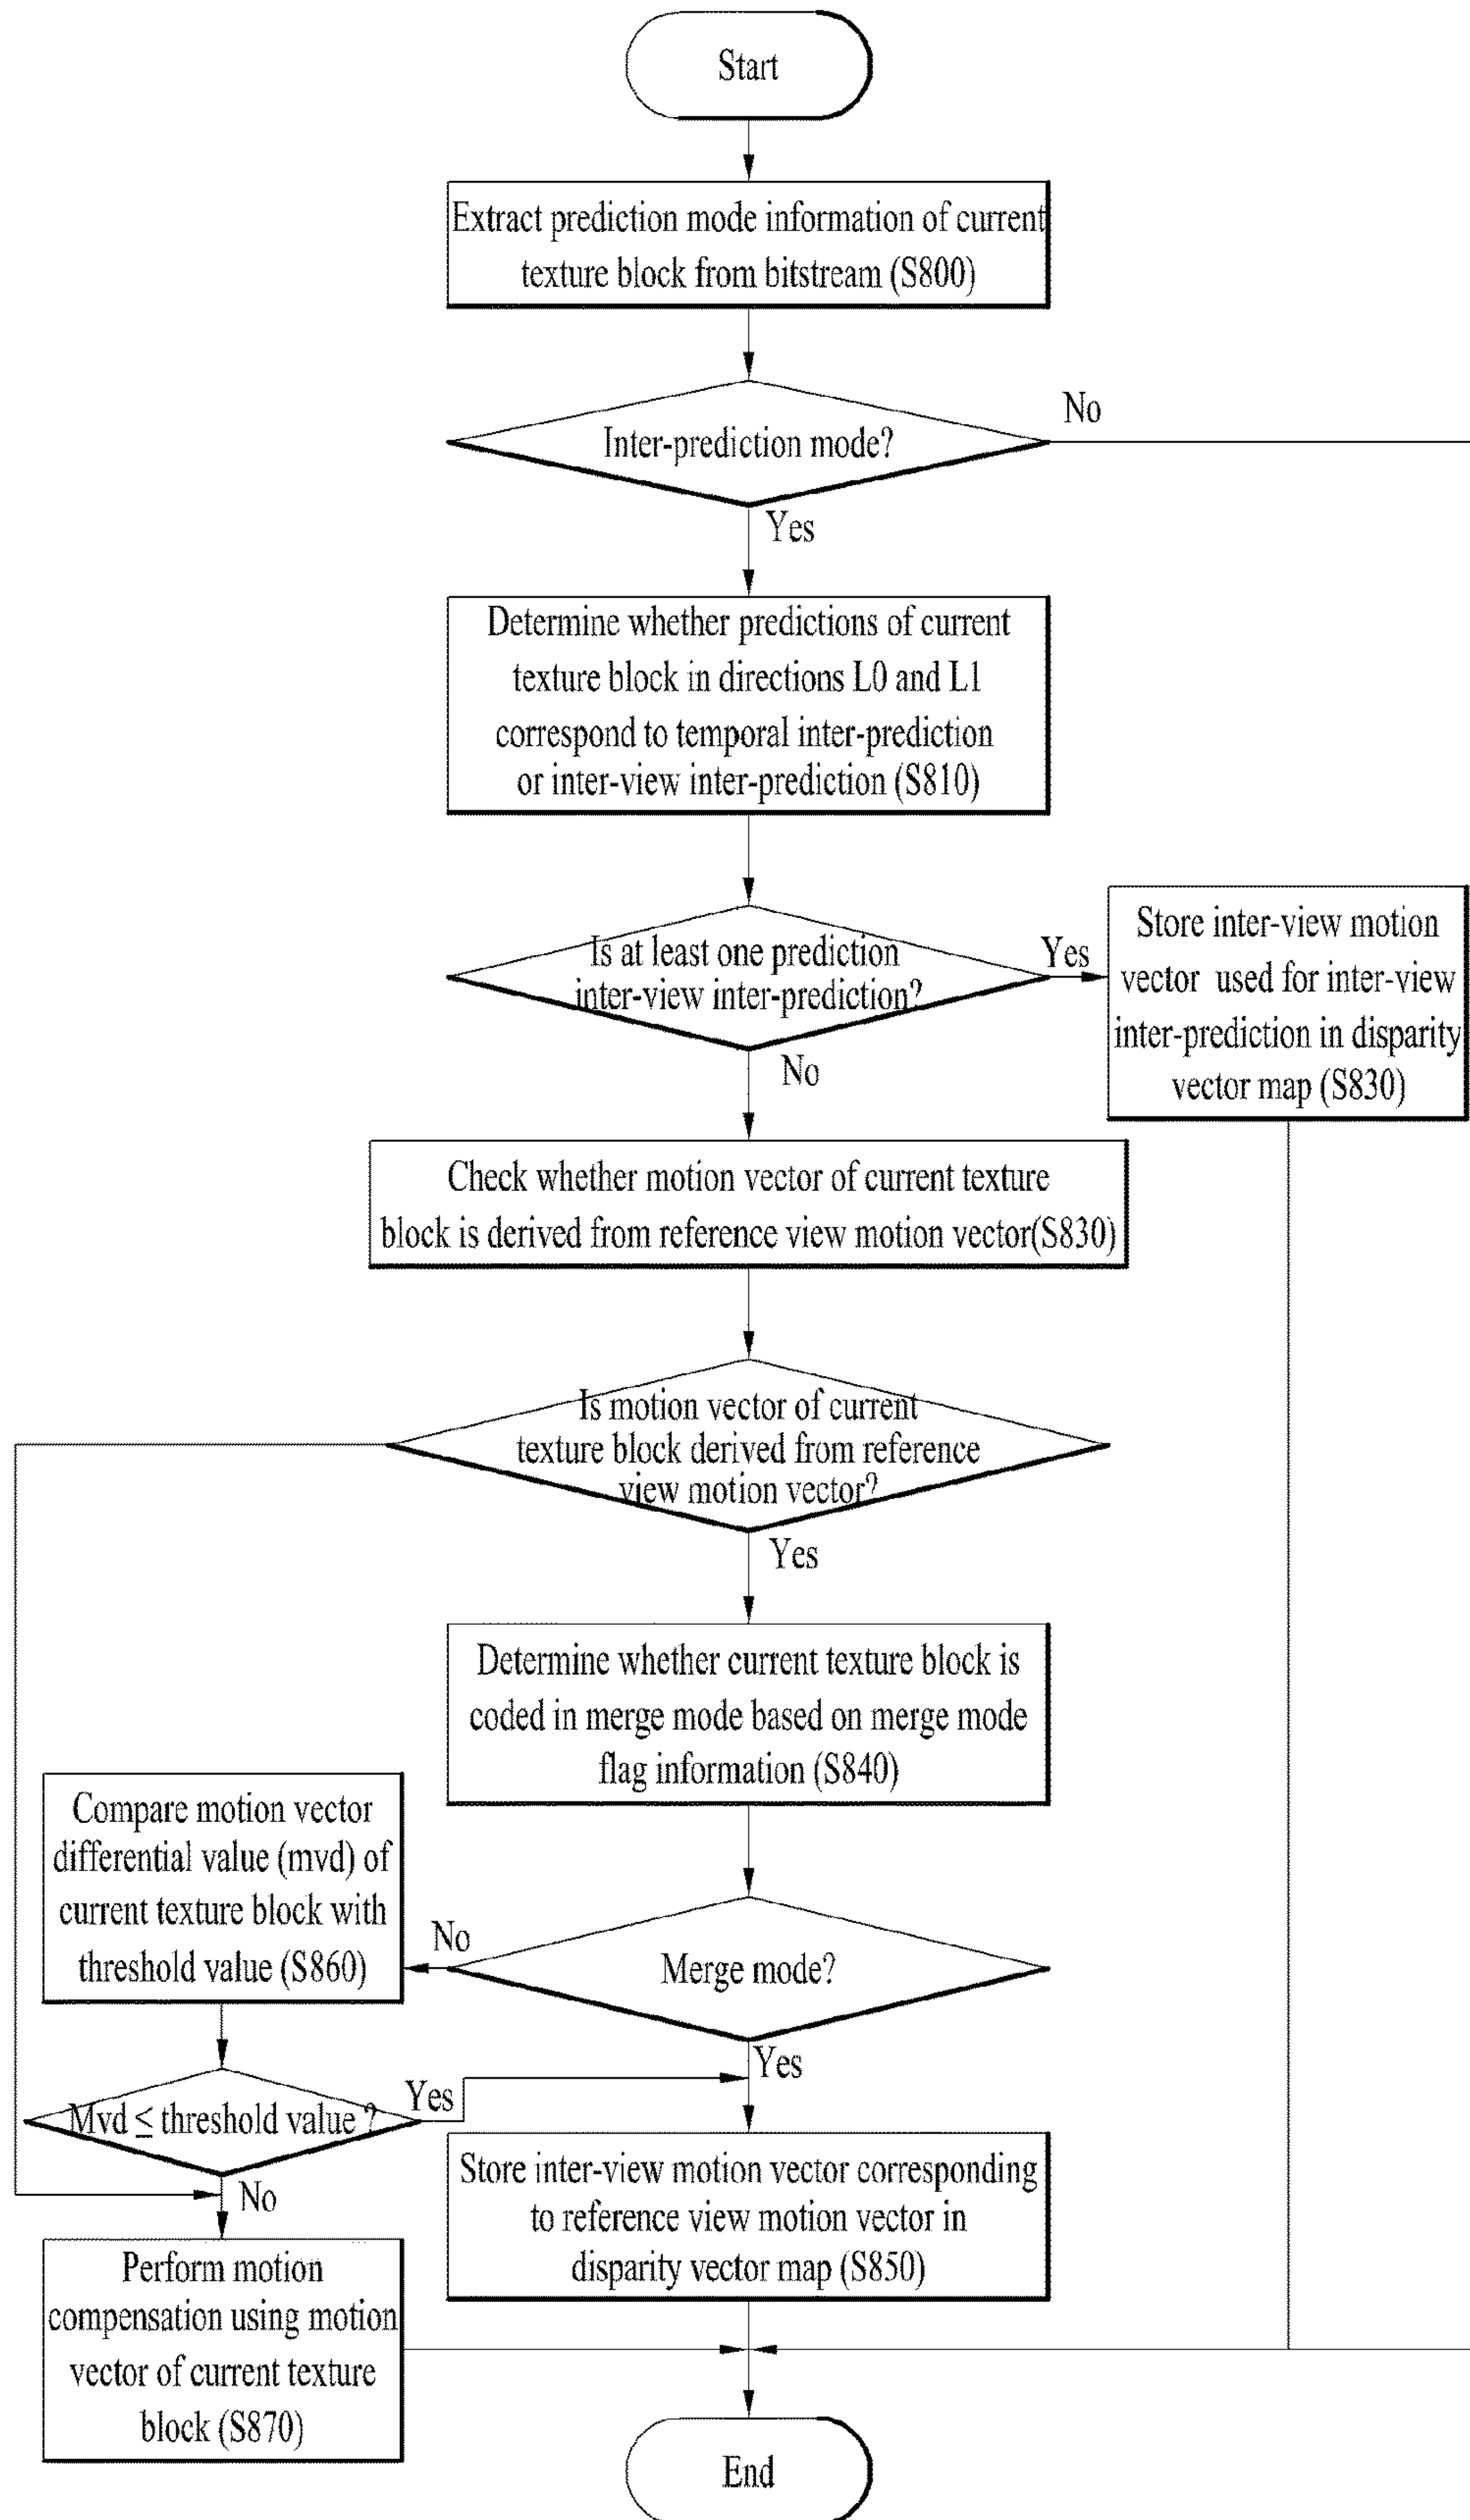 Start
Extract prediction mode information of current
texture block from bitstream (S800)
Inter-prediction mode?
No
Yes
Determine whether predictions of current
texture block in directions L0 and L1
correspond to temporal inter-prediction
or inter-view inter-prediction (S810)
Is at least one prediction
inter-view inter-prediction?
Yes
Store inter-view motion
vector used for inter-view
inter-prediction in disparity
vector map (S830)
No
Check whether motion vector of current texture
block is derived from reference view motion vector(S830)
Is motion vector of current
texture block derived from reference
view motion vector?
Yes
Determine whether current texture block is
coded in merge mode based on merge mode
flag information (S840)
Compare motion vector
differential value (mvd) of
current texture block with
threshold value (S860)
No
Merge mode?
Yes
Mvd ≤ threshold value ?
Yes
No
Store inter-view motion vector corresponding
to reference view motion vector in
disparity vector map (S850)
Perform motion
compensation using motion
vector of current texture
block (S870)
End